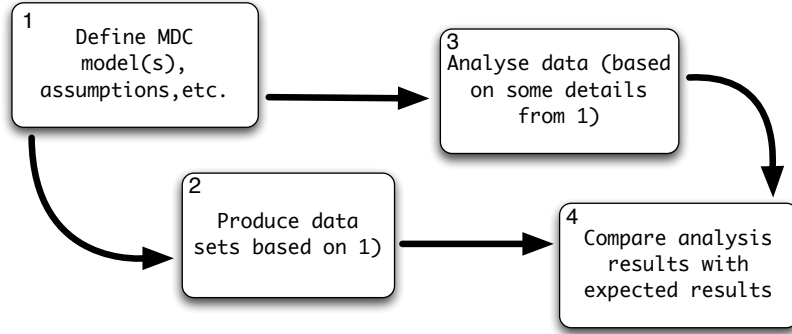 1
Define MDC
model(s),
assumptions,etc.
3
Analyse data (based
on some details
from 1)
2
Produce data
sets based on 1)
4
Compare analysis
results with
expected results